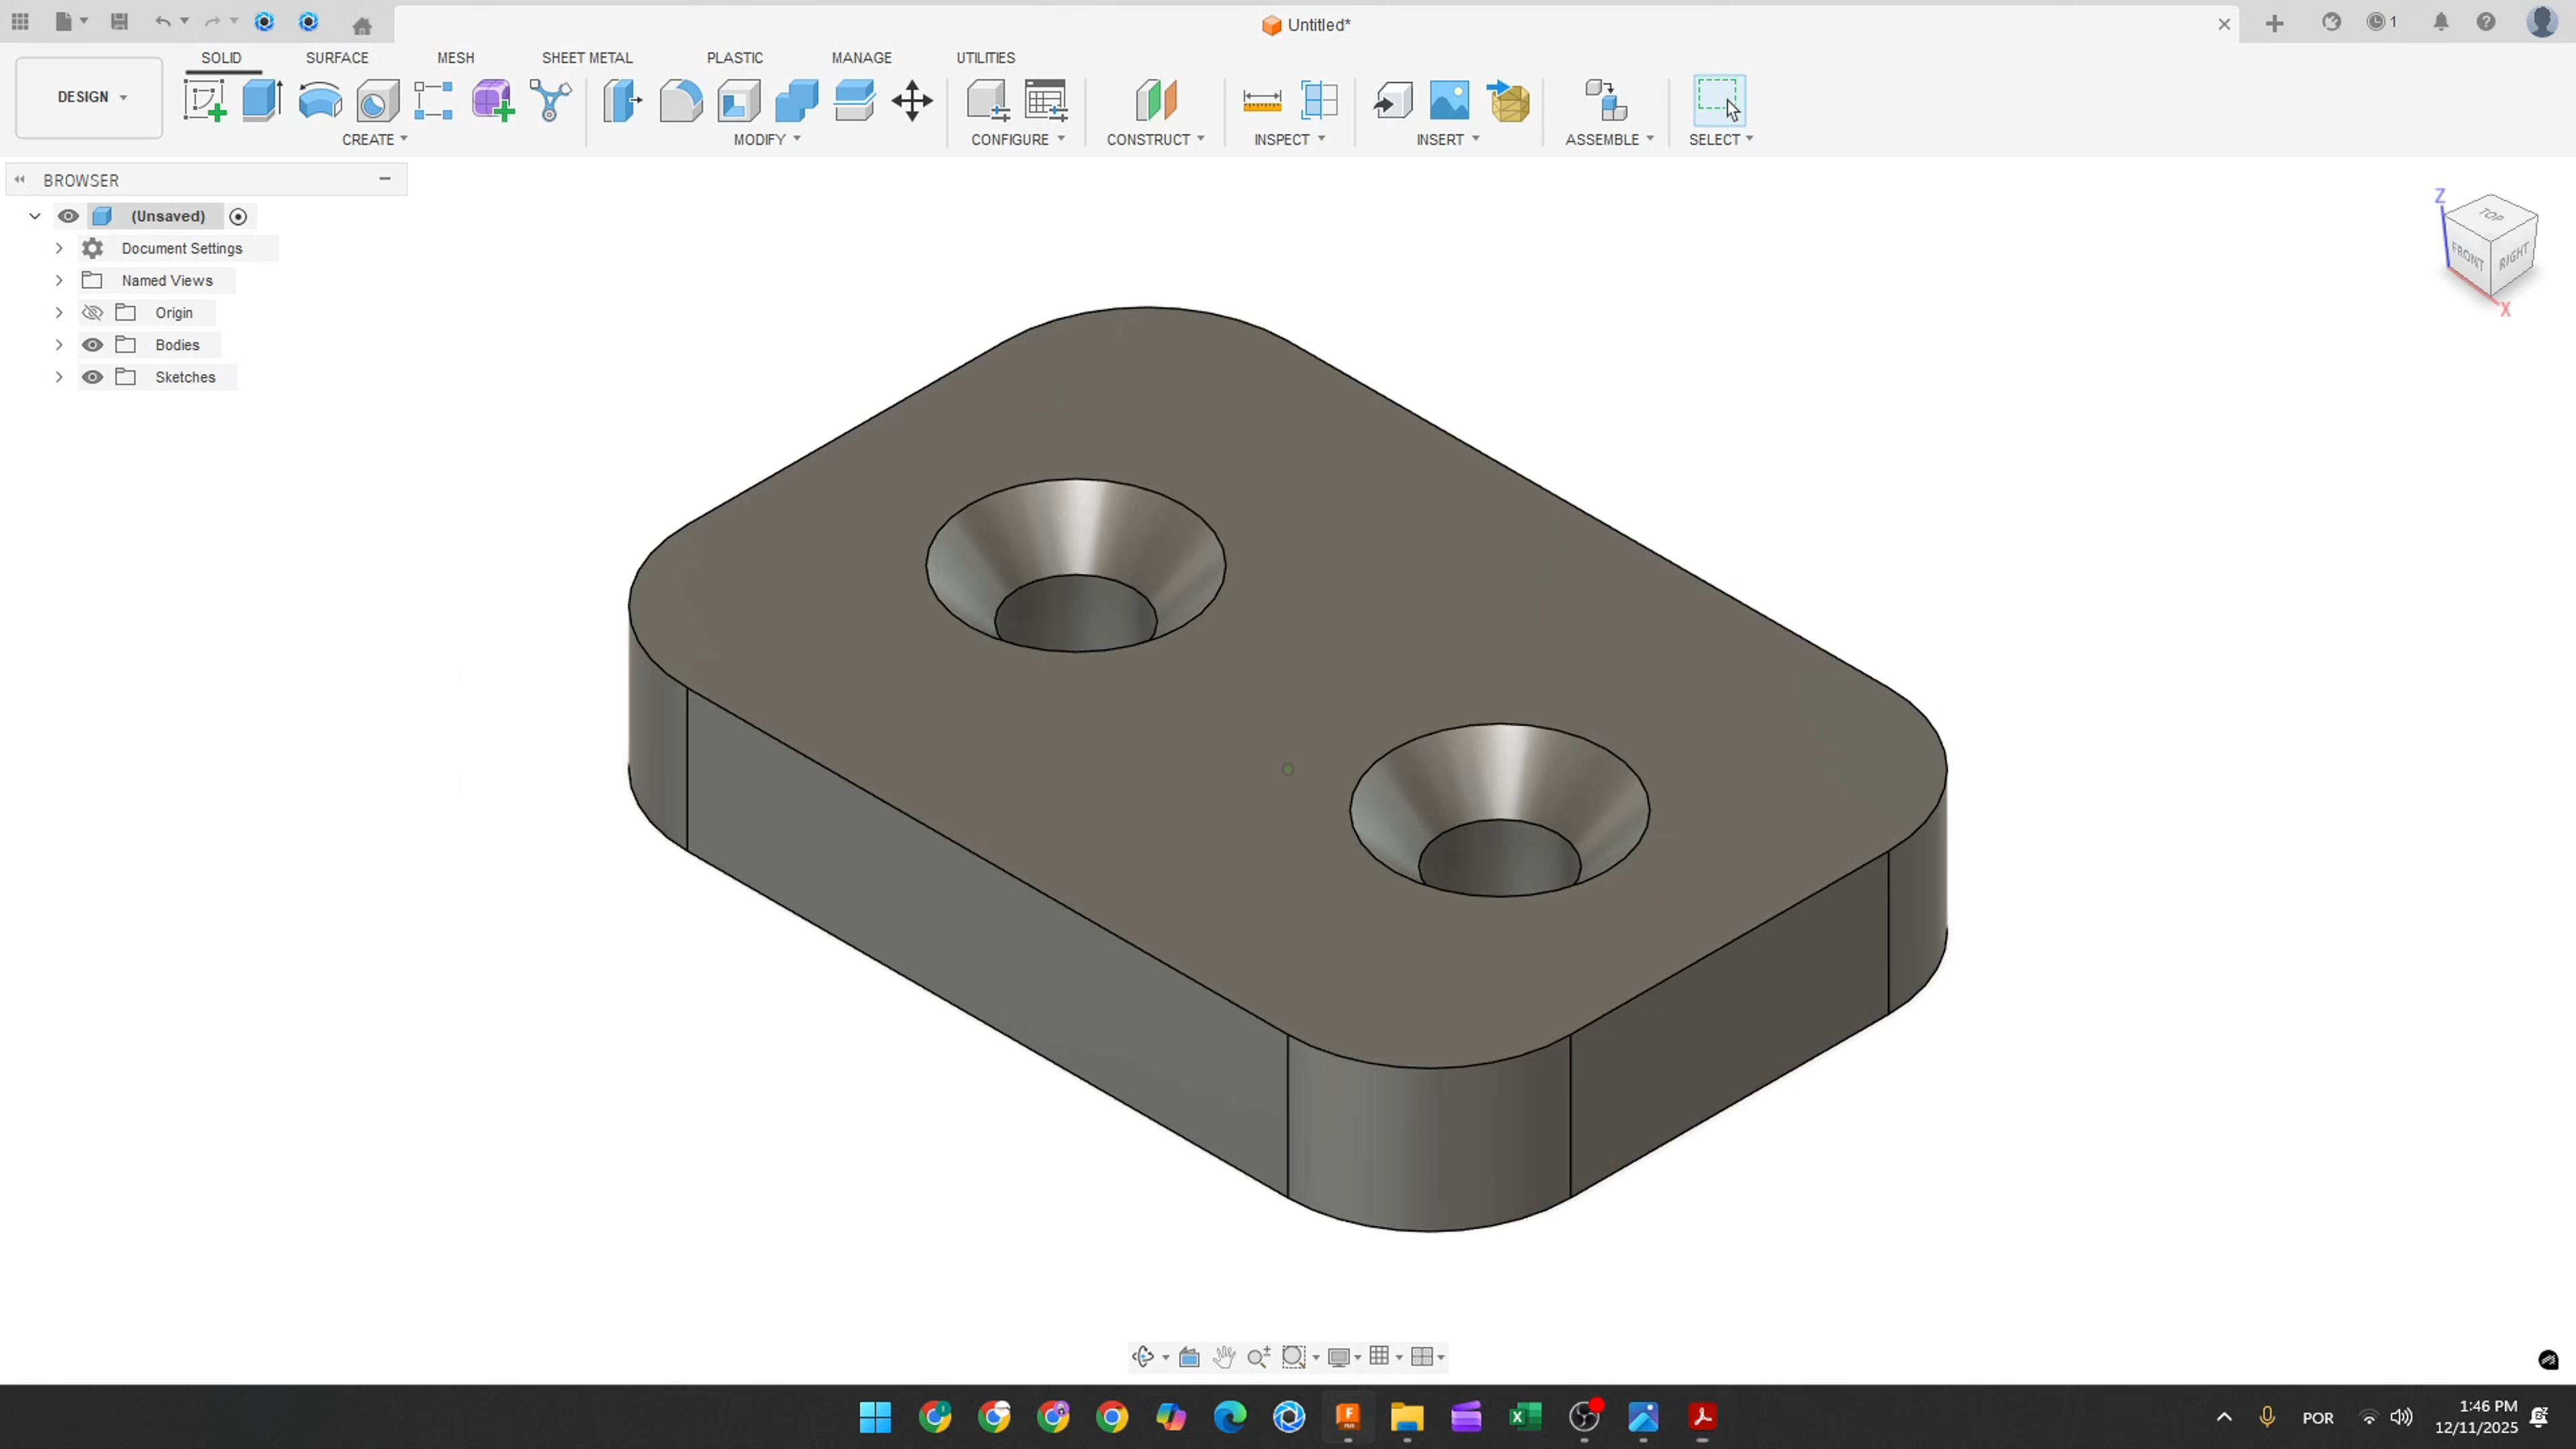 Untitled*
1
SOLID SURFACE MESH SHEET METAL PLASTIC MANAGE UTILITIES
DESIGN
CREATE MODIFY CONFIGURE CONSTRUCT INSPECT INSERT ASSEMBLE SELECT
BROWSER
(Unsaved)
Document Settings
Named Views
Origin
Bodies
Sketches
Z
TOP
FRONT
RIGHT
X
POR
1:46 PM
12/11/2025